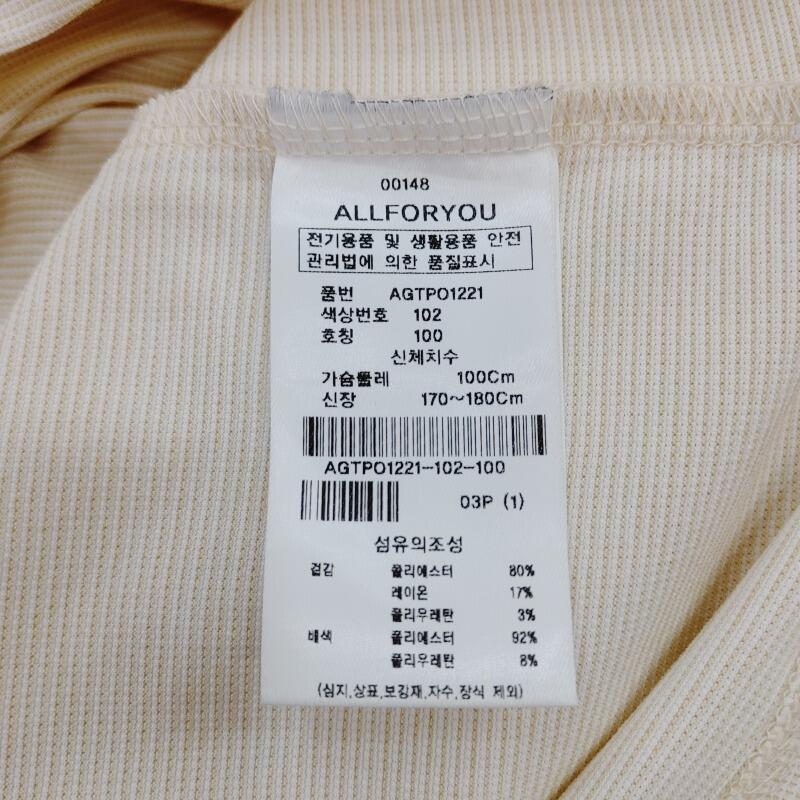 00148
ALLFORYOU
전기용품 및 생활용품 안전
관리법에 의한 품질표시
품번 AGTPO1221
색상번호 102
호칭 100
신체치수
가슴둘레 100Cm
신장 170~180Cm
AGTPO1221-102-100
03P (1)
섬유의조성
겉감 폴리에스터 80%
레이온 17%
폴리우레탄 3%
배색 폴리에스터 92%
폴리우레탄 8%
(심지,상표,보강재,자수,장식 제외)